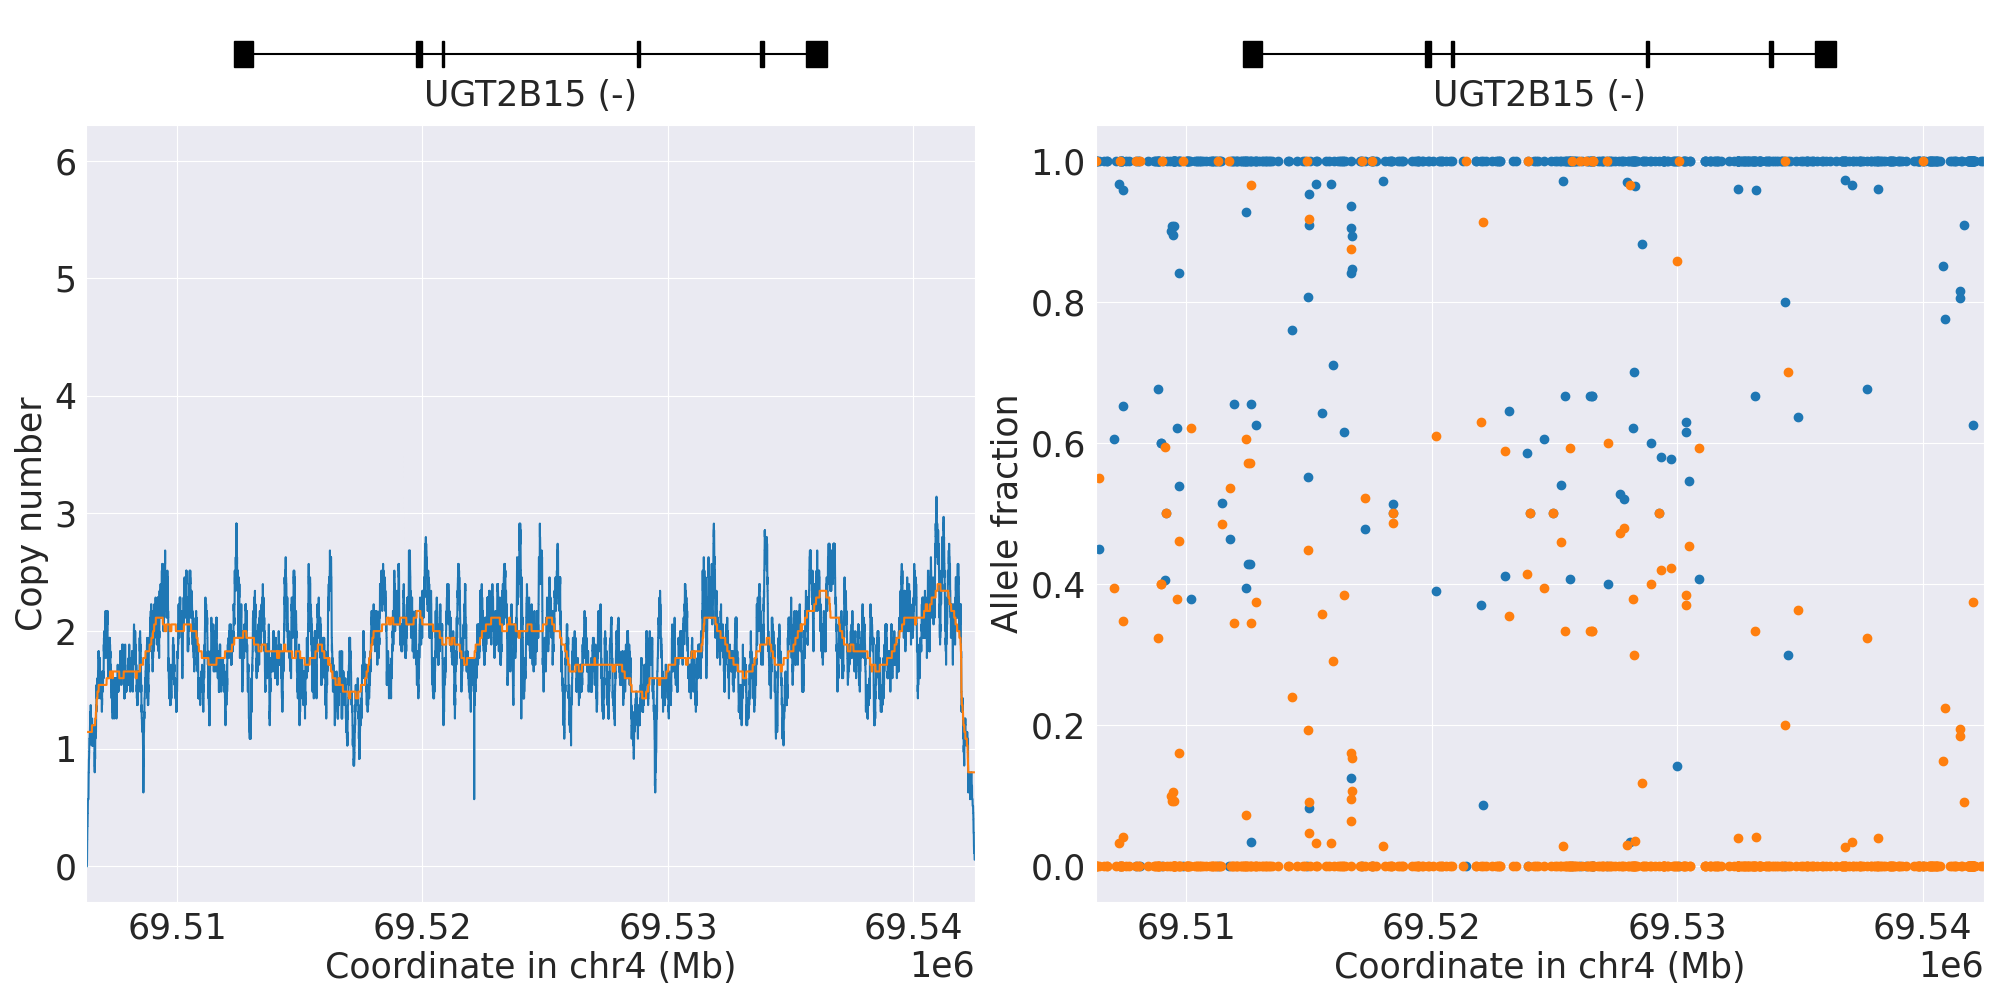 UGT2B15 (-)
6
5
4
3
2
1
0
Copy number
69.51 69.52 69.53 69.54
Coordinate in chr4 (Mb)
1e6
UGT2B15 (-)
1.0
0.8
0.6
0.4
0.2
0.0
Allele fraction
69.51 69.52 69.53 69.54
Coordinate in chr4 (Mb)
1e6